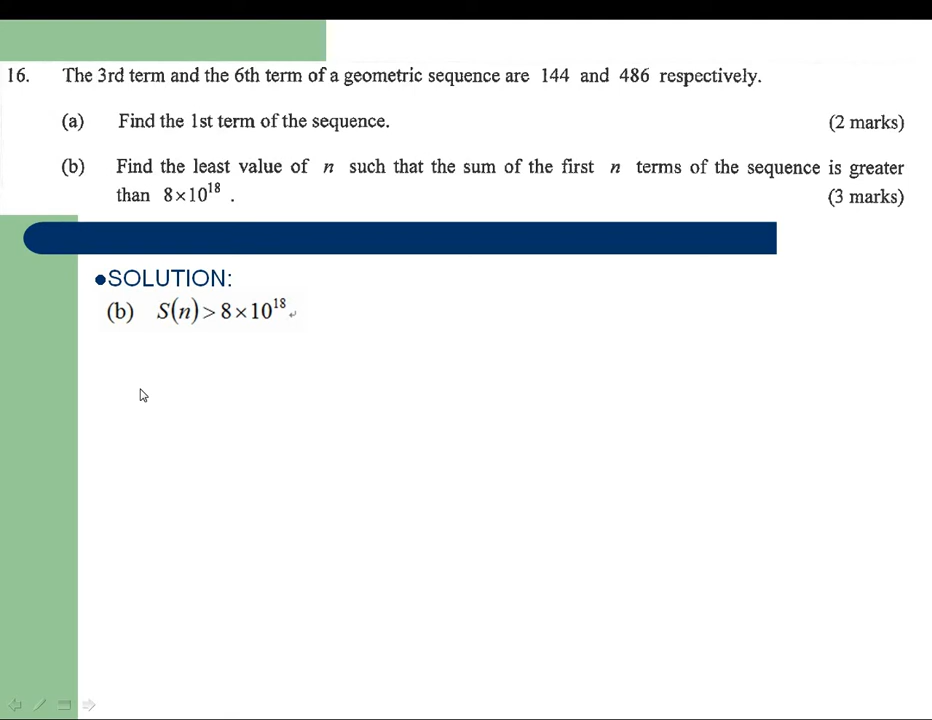 16. The 3rd term and the 6th term of a geometric sequence are 144 and 486 respectively.
(a) Find the 1st term of the sequence. (2 marks)
(b) Find the least value of n such that the sum of the first n terms of the sequence is greater
than 8×10¹⁸ . (3 marks)
●SOLUTION:
(b) S(n) > 8×10¹⁸